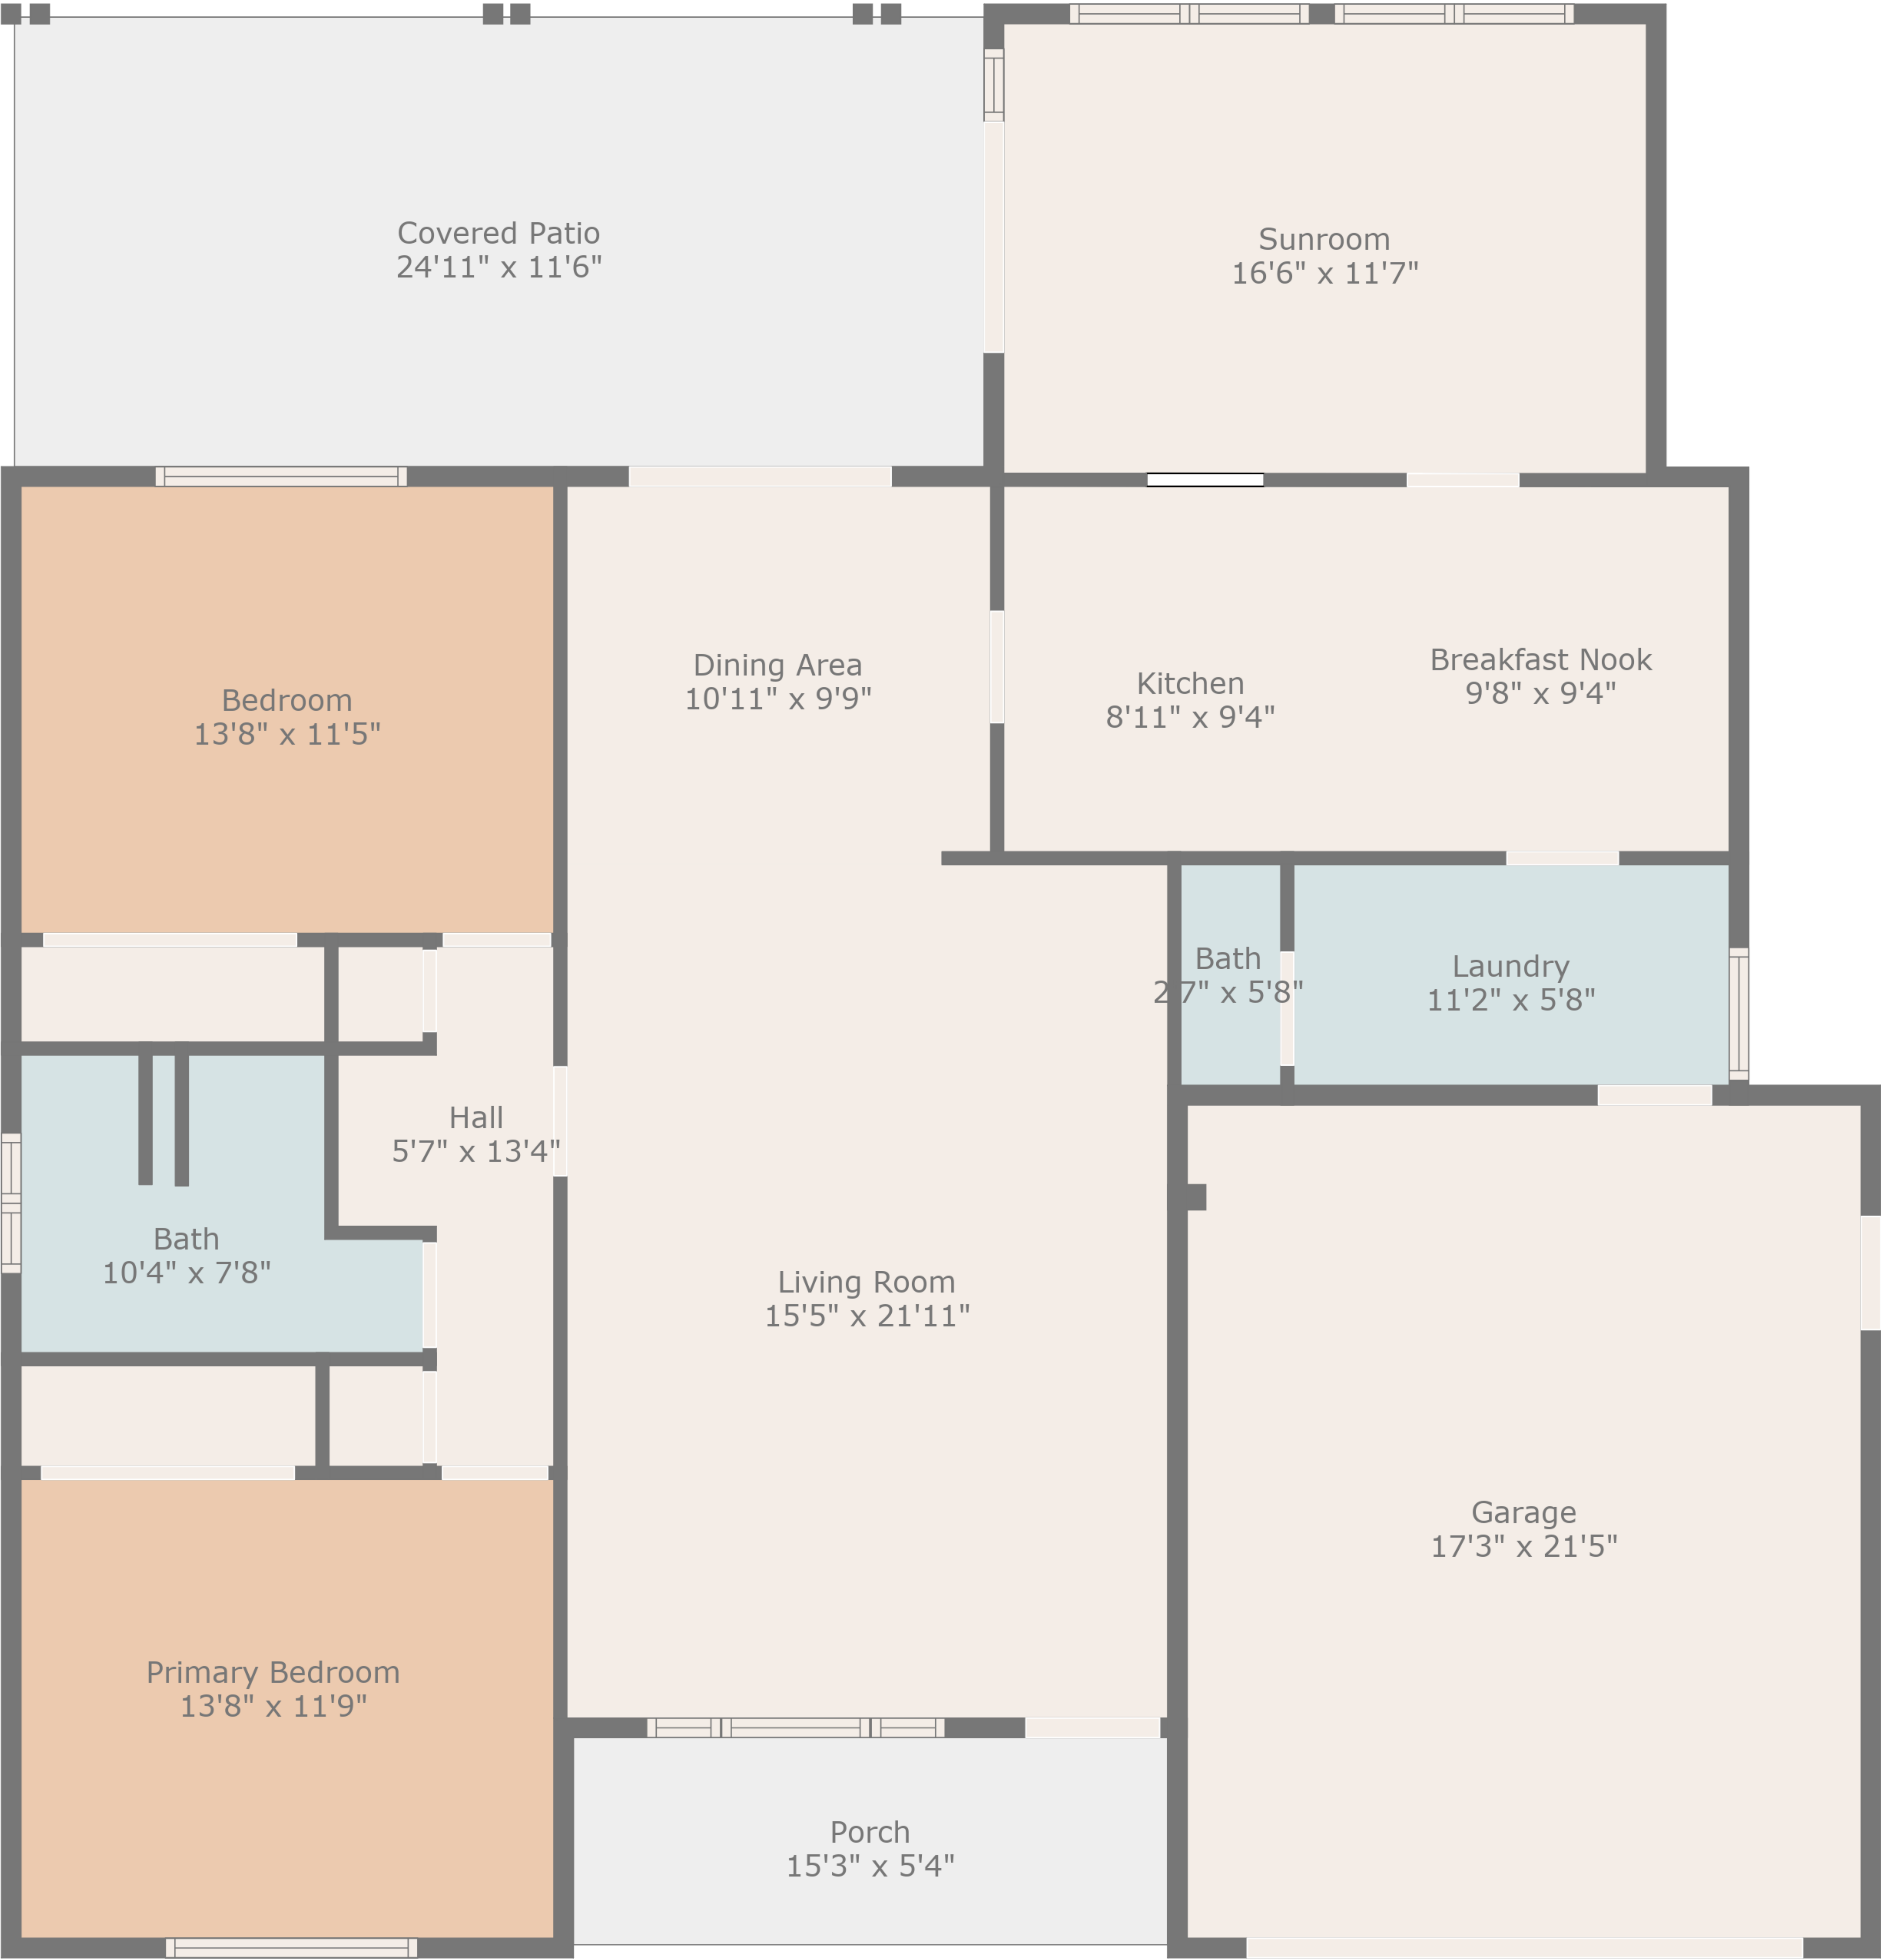 Covered Patio
24'11" x 11'6"
Sunroom
16'6" x 11'7"
Bedroom
13'8" x 11'5"
Dining Area
10'11" x 9'9"
Kitchen
8'11" x 9'4"
Breakfast Nook
9'8" x 9'4"
Bath
2'7" x 5'8"
Laundry
11'2" x 5'8"
Hall
5'7" x 13'4"
Bath
10'4" x 7'8"
Living Room
15'5" x 21'11"
Garage
17'3" x 21'5"
Primary Bedroom
13'8" x 11'9"
Porch
15'3" x 5'4"